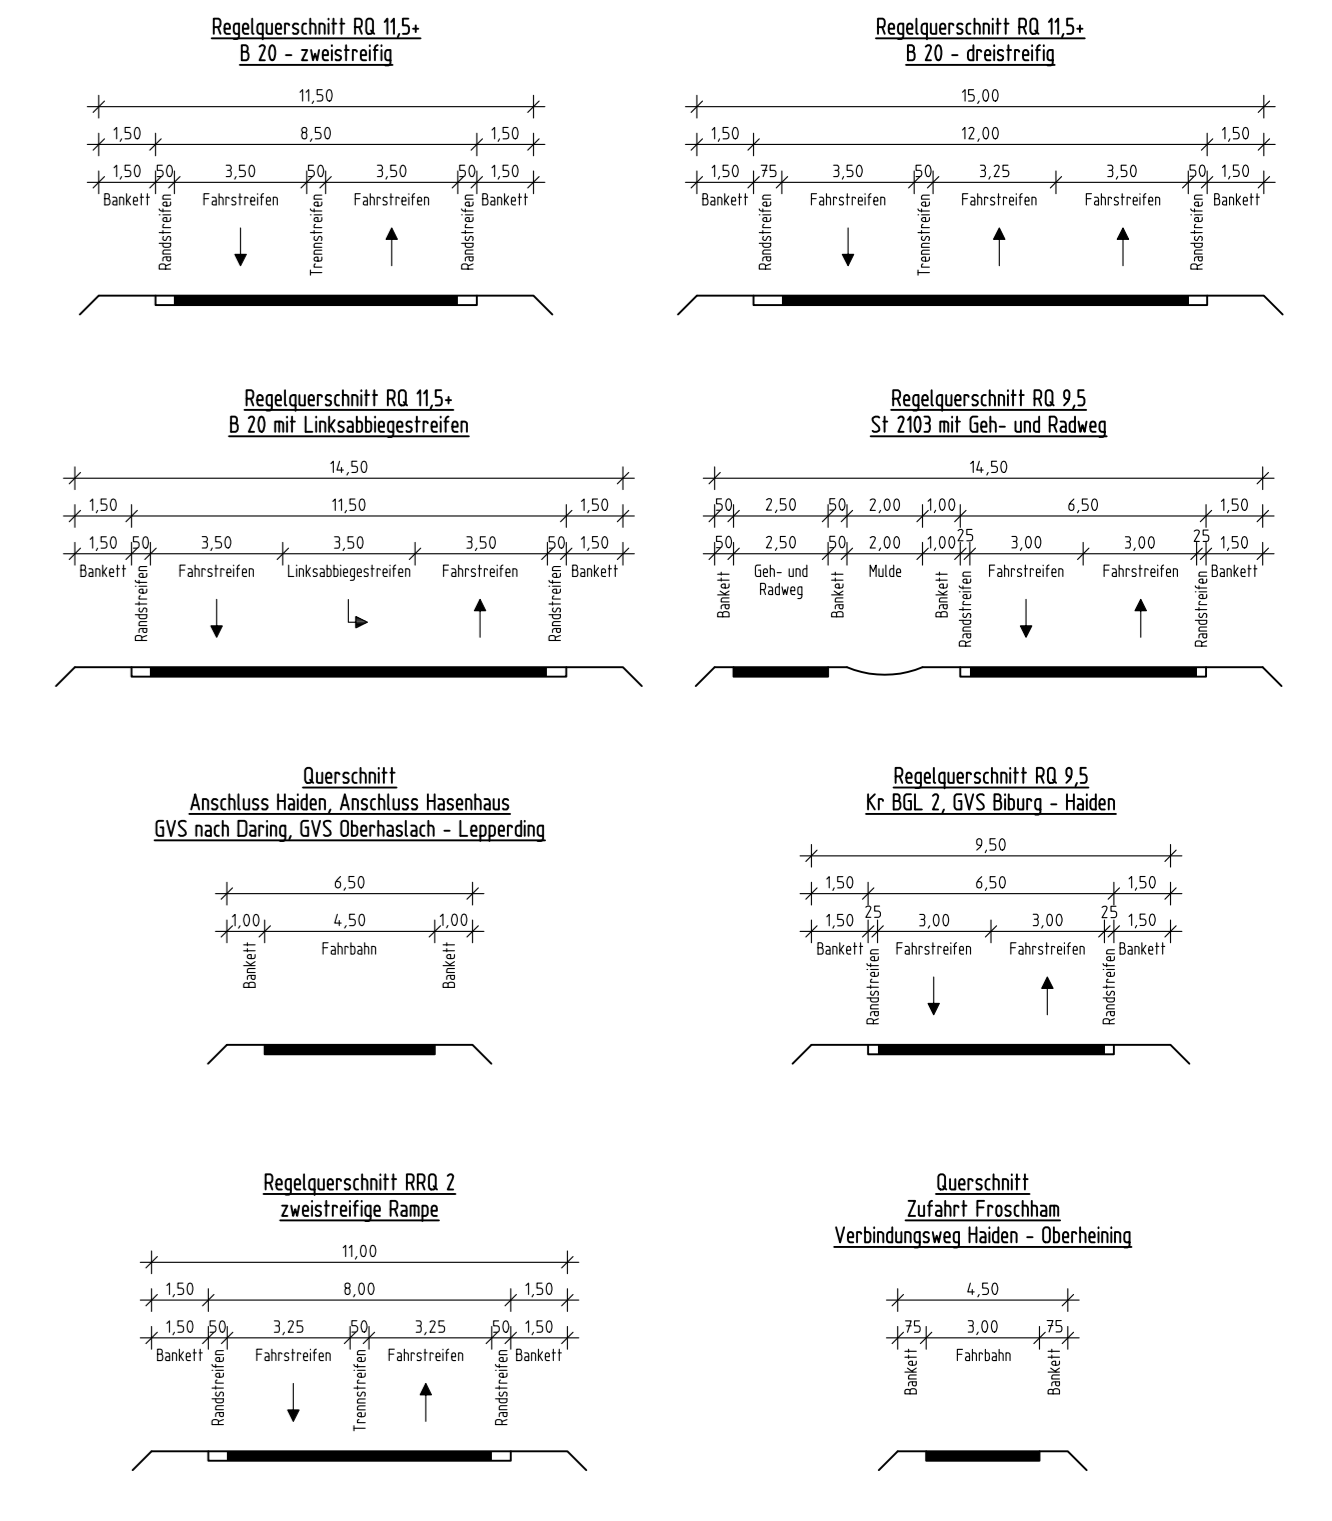 Regelquerschnitt RQ 11,5+
B 20 - zweistreifig
11,50
1,50 8,50 1,50
1,50 50 3,50 50 3,50 50 1,50
Bankett Randstreifen Fahrstreifen Trennstreifen Fahrstreifen Randstreifen Bankett
Regelquerschnitt RQ 11,5+
B 20 - dreistreifig
15,00
1,50 12,00 1,50
1,50 75 3,50 50 3,25 3,50 50 1,50
Bankett Randstreifen Fahrstreifen Trennstreifen Fahrstreifen Fahrstreifen Randstreifen Bankett
Regelquerschnitt RQ 11,5+
B 20 mit Linksabbiegestreifen
14,50
1,50 11,50 1,50
1,50 50 3,50 3,50 3,50 50 1,50
Bankett Randstreifen Fahrstreifen Linksabbiegestreifen Fahrstreifen Randstreifen Bankett
Regelquerschnitt RQ 9,5
St 2103 mit Geh- und Radweg
14,50
50 2,50 50 2,00 1,00 6,50 1,50
50 2,50 50 2,00 1,00 25 3,00 3,00 25 1,50
Bankett Geh- und Bankett Mulde Bankett Randstreifen Fahrstreifen Fahrstreifen Randstreifen Bankett
Radweg
Querschnitt
Anschluss Haiden, Anschluss Hasenhaus
GVS nach Daring, GVS Oberhaslach - Lepperding
6,50
1,00 4,50 1,00
Bankett Fahrbahn Bankett
Regelquerschnitt RQ 9,5
Kr BGL 2, GVS Biburg - Haiden
9,50
1,50 6,50 1,50
1,50 25 3,00 3,00 25 1,50
Bankett Randstreifen Fahrstreifen Fahrstreifen Randstreifen Bankett
Regelquerschnitt RRQ 2
zweistreifige Rampe
11,00
1,50 8,00 1,50
1,50 50 3,25 50 3,25 50 1,50
Bankett Randstreifen Fahrstreifen Trennstreifen Fahrstreifen Randstreifen Bankett
Querschnitt
Zufahrt Froschham
Verbindungsweg Haiden - Oberheining
4,50
75 3,00 75
Bankett Fahrbahn Bankett